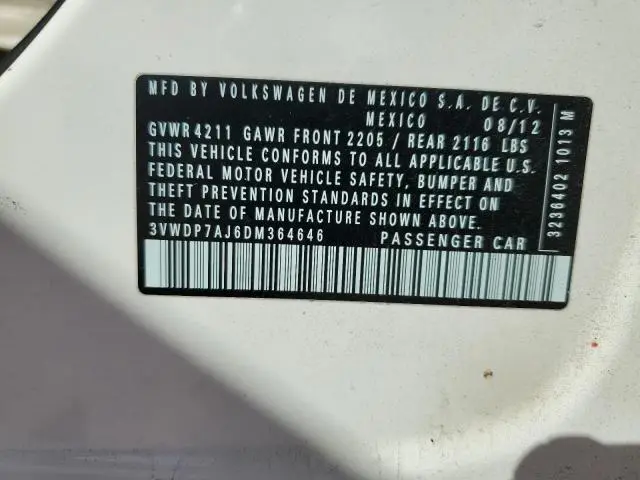 MFD BY VOLKSWAGEN DE MEXICO S.A. DE C.V.
MEXICO 08/12
GVWR 4211 GAWR FRONT 2205 / REAR 2116 LBS
THIS VEHICLE CONFORMS TO ALL APPLICABLE U.S.
FEDERAL MOTOR VEHICLE SAFETY, BUMPER AND
THEFT PREVENTION STANDARDS IN EFFECT ON
THE DATE OF MANUFACTURE SHOWN ABOVE.
3VWDP7AJ6DM364646 PASSENGER CAR
3236402 1013 M